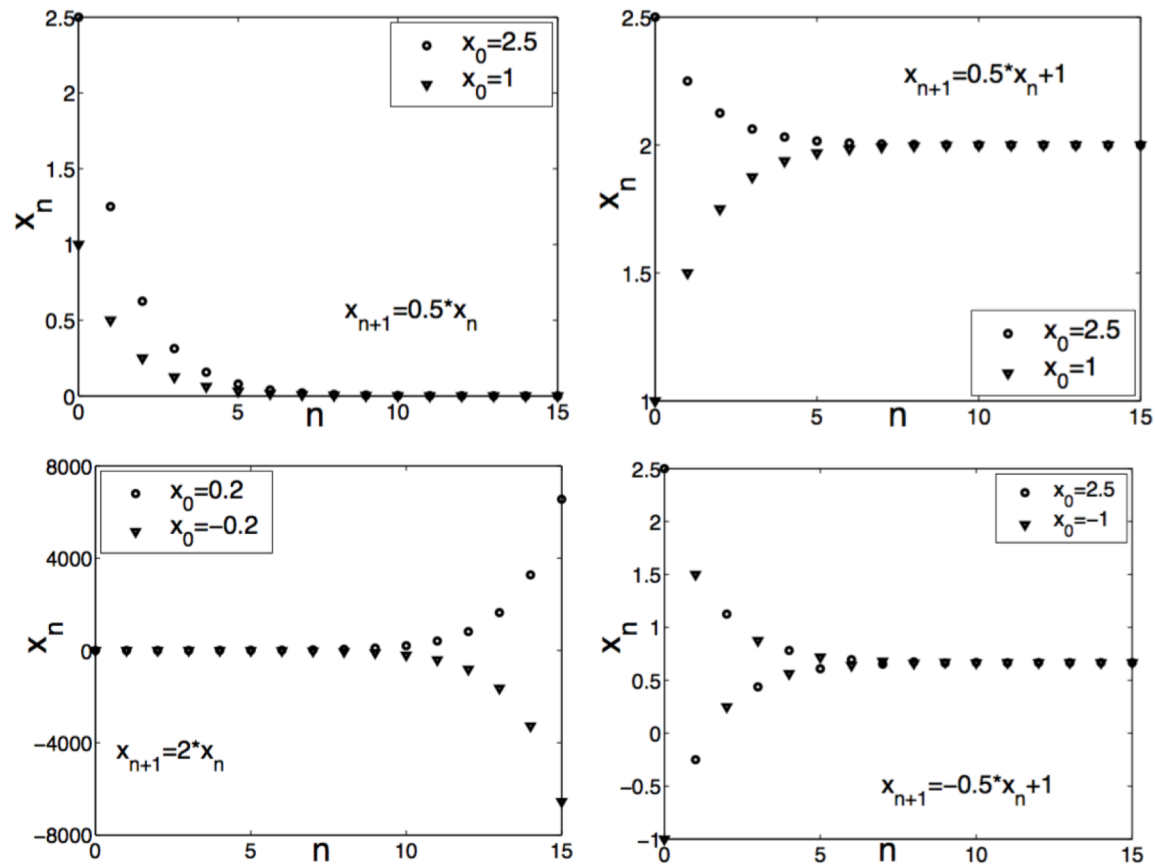 2.5
2
1.5
1
0.5
0
0 5 10 15
x_n
n
x_0=2.5
x_0=1
x_{n+1}=0.5*x_n
2.5
2
1.5
1
0 5 10 15
x_n
n
x_{n+1}=0.5*x_n+1
x_0=2.5
x_0=1
8000
4000
0
−4000
−8000
0 5 10 15
x_n
n
x_0=0.2
x_0=−0.2
x_{n+1}=2*x_n
2.5
2
1.5
1
0.5
0
−0.5
−1
0 5 10 15
x_n
n
x_0=2.5
x_0=−1
x_{n+1}=−0.5*x_n+1